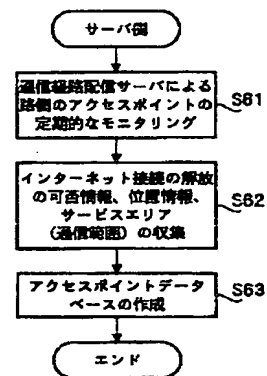 サーバ側
通信経路配信サーバによる
路側のアクセスポイントの
定期的なモニタリング
S61
インターネット接続の解放
の可否情報、位置情報、
サービスエリア
(通信範囲)の収集
S62
アクセスポイントデータ
ベースの作成
S63
エンド